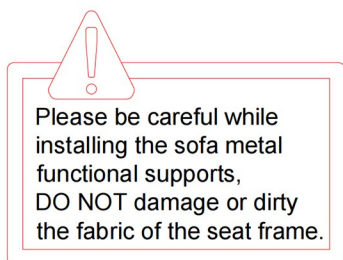 Please be careful while
installing the sofa metal
functional supports,
DO NOT damage or dirty
the fabric of the seat frame.